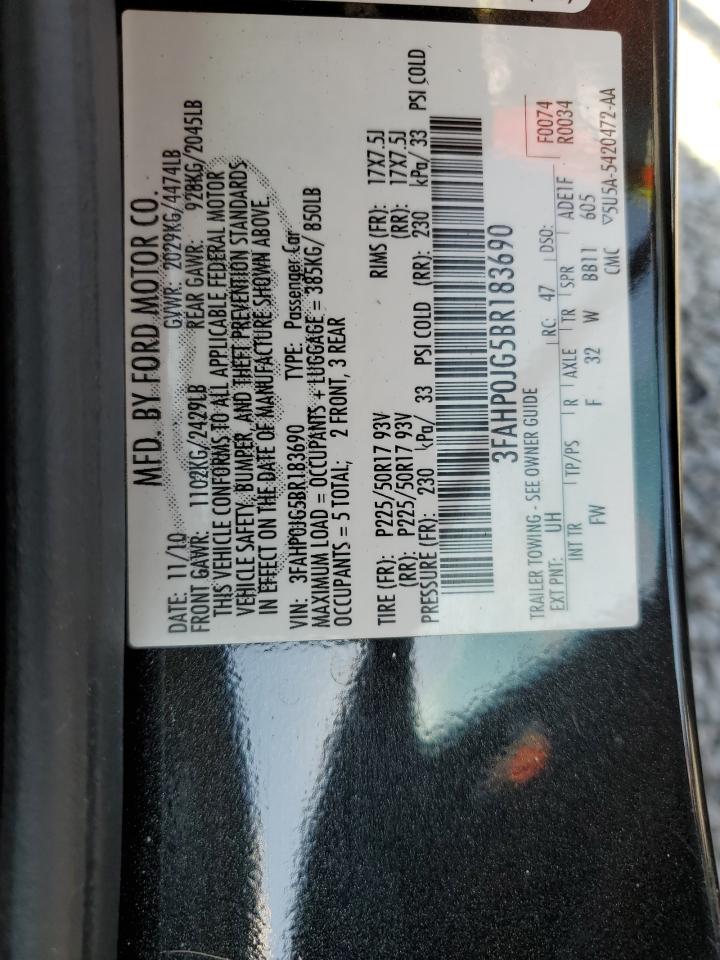 MFD. BY FORD MOTOR CO.
DATE: 11/10 GVWR: 2029KG/4474LB
FRONT GAWR: 1102KG/2429LB REAR GAWR: 928KG/2045LB
THIS VEHICLE CONFORMS TO ALL APPLICABLE FEDERAL MOTOR
VEHICLE SAFETY, BUMPER, AND THEFT PREVENTION STANDARDS
IN EFFECT ON THE DATE OF MANUFACTURE SHOWN ABOVE.
VIN: 3FAHP0JG5BR183690 TYPE: Passenger Car
MAXIMUM LOAD = OCCUPANTS + LUGGAGE = 385KG/ 850LB
OCCUPANTS = 5 TOTAL; 2 FRONT, 3 REAR
TIRE (FR): P225/50R17 93V RIMS (FR): 17X7.5J
(RR): P225/50R17 93V (RR): 17X7.5J
PRESSURE (FR): 230 kPa/ 33 PSI COLD (RR): 230 kPa/ 33 PSI COLD
3FAHP0JG5BR183690
TRAILER TOWING - SEE OWNER GUIDE
EXT PNT: UH RC: 47 DSO: F0074
R0034
INT TR TP/PS R AXLE TR SPR ADE1F
FW F 32 W BB11 605
CMC ▽5U5A-5420472-AA